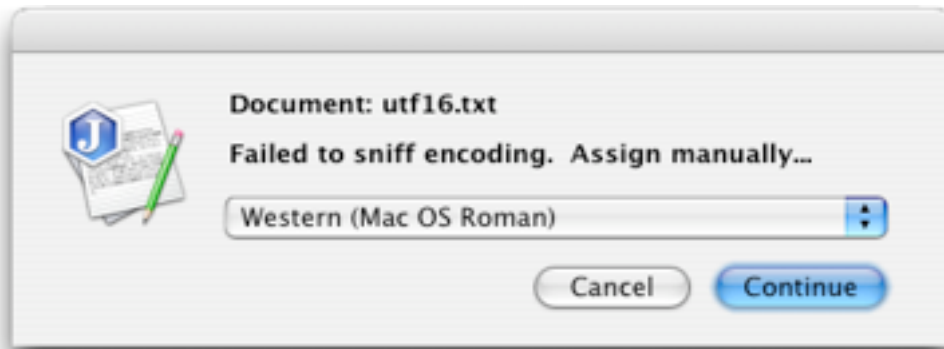 J
Document: utf16.txt
Failed to sniff encoding.  Assign manually...
Western (Mac OS Roman)
Cancel
Continue